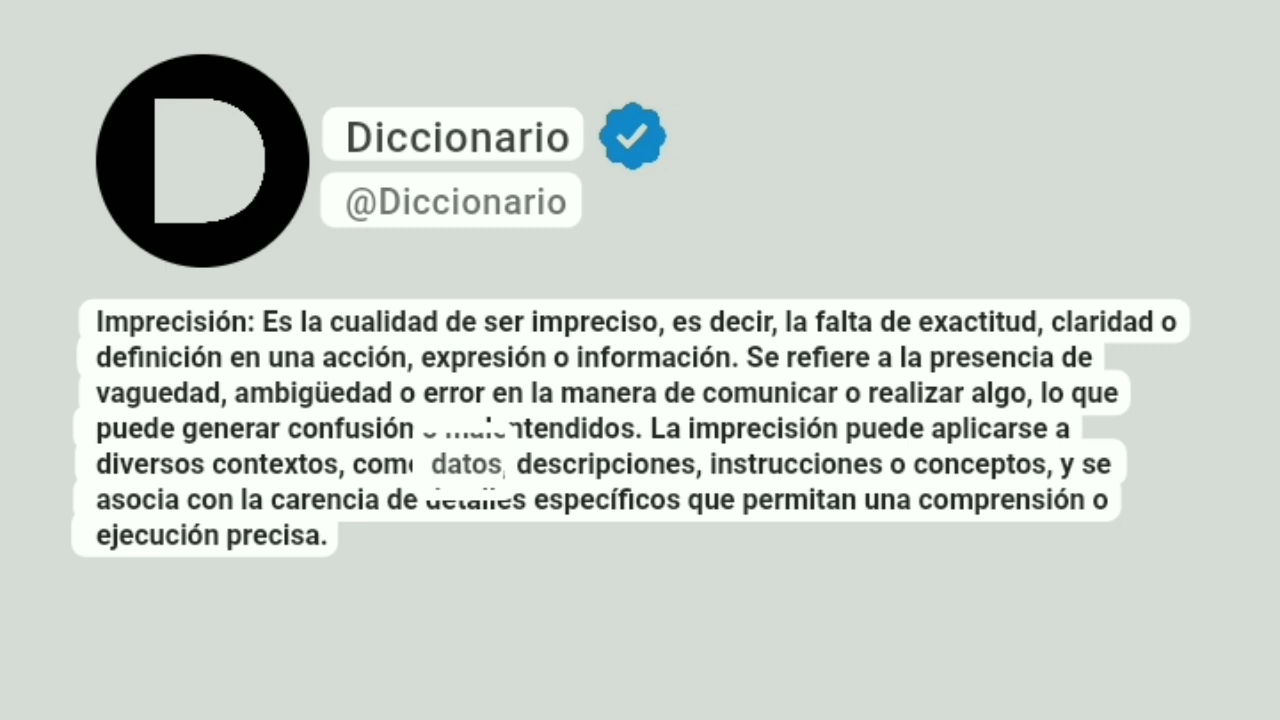 D
Diccionario
@Diccionario
Imprecisión: Es la cualidad de ser impreciso, es decir, la falta de exactitud, claridad o
definición en una acción, expresión o información. Se refiere a la presencia de
vaguedad, ambigüedad o error en la manera de comunicar o realizar algo, lo que
puede generar confusión La imprecisión puede aplicarse a
diversos contextos, datos, descripciones, instrucciones o conceptos, y se
asocia con la carencia de detalles específicos que permitan una comprensión o
ejecución precisa.